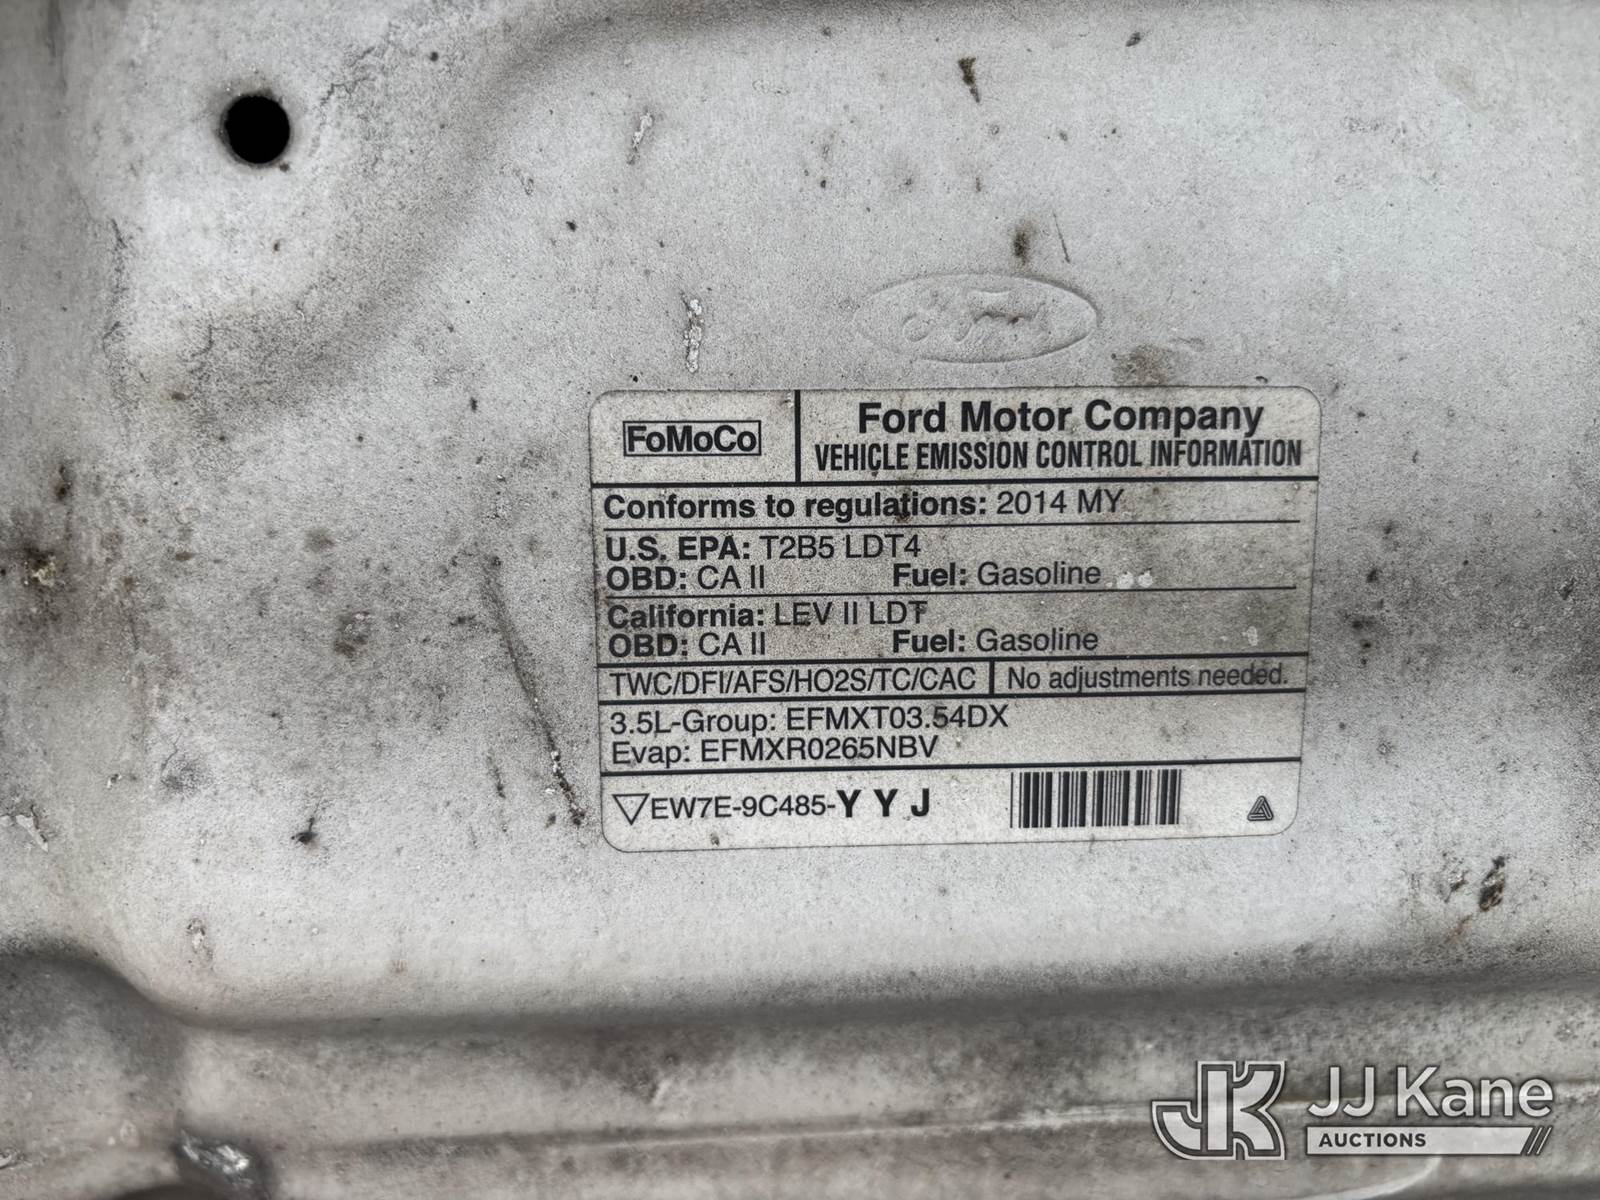 Ford
FoMoCo
Ford Motor Company
VEHICLE EMISSION CONTROL INFORMATION
Conforms to regulations: 2014 MY
U.S. EPA: T2B5 LDT4
OBD: CA II Fuel: Gasoline
California: LEV II LDT
OBD: CA II Fuel: Gasoline
TWC/DFI/AFS/HO2S/TC/CAC No adjustments needed.
3.5L-Group: EFMXT03.54DX
Evap: EFMXR0265NBV
EW7E-9C485-Y Y J
JK JJ Kane
AUCTIONS